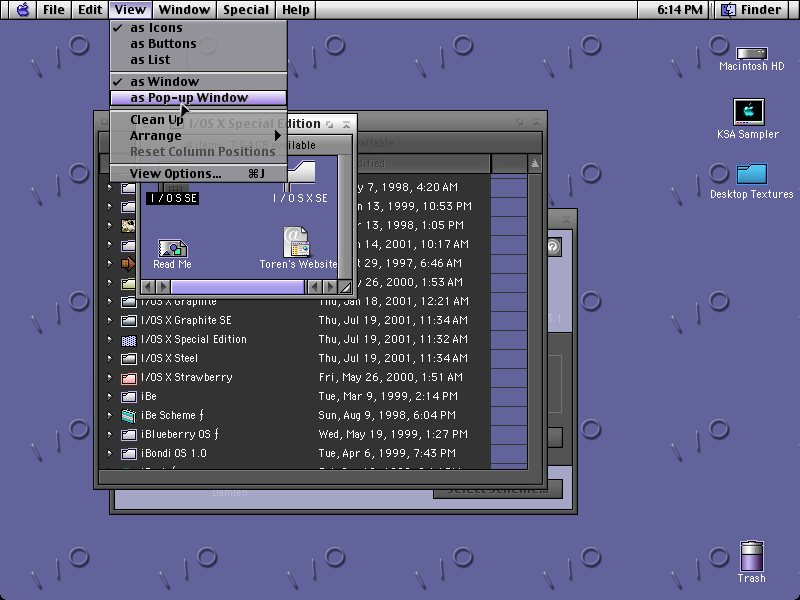 File Edit View Window Special Help 6:14 PM Finder
as Icons
as Buttons
as List
as Window
as Pop-up Window
Clean Up
Arrange
Reset Column Positions
View Options... ⌘J
I/OS X Special Edition
I/OS SE
I/OS X SE
Read Me
Toren's Website
7, 1998, 4:20 AM
13, 1999, 10:53 PM
13, 1998, 1:05 PM
14, 2001, 10:17 AM
29, 1997, 6:46 AM
26, 2000, 1:53 AM
I/OS X Graphite Thu, Jan 18, 2001, 12:21 AM
I/OS X Graphite SE Thu, Jul 19, 2001, 11:34 AM
I/OS X Special Edition Thu, Jul 19, 2001, 11:32 AM
I/OS X Steel Thu, Jul 19, 2001, 11:34 AM
I/OS X Strawberry Fri, May 26, 2000, 1:51 AM
iBe Tue, Mar 9, 1999, 2:14 PM
iBe Scheme ƒ Sun, Aug 9, 1998, 6:04 PM
iBlueberry OS ƒ Wed, May 19, 1999, 1:27 PM
iBondi OS 1.0 Tue, Apr 6, 1999, 7:43 PM
Damien
Select Scheme...
Macintosh HD
KSA Sampler
Desktop Textures
Trash